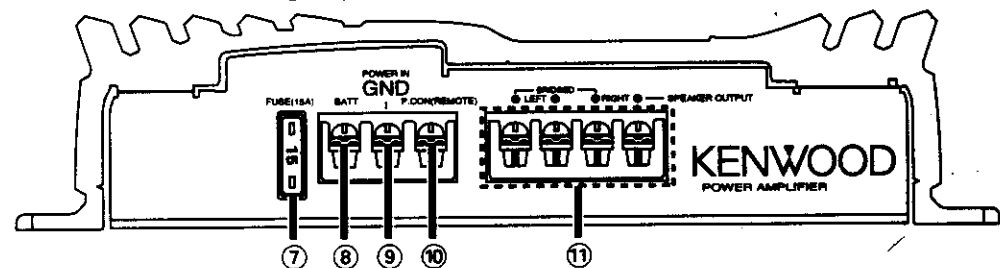 POWER IN
GND
FUSE(15A) BATT P.CON(REMOTE)
BRIDGED
LEFT RIGHT SPEAKER OUTPUT
15
KENWOOD
POWER AMPLIFIER
⑦ ⑧ ⑨ ⑩ ⑪